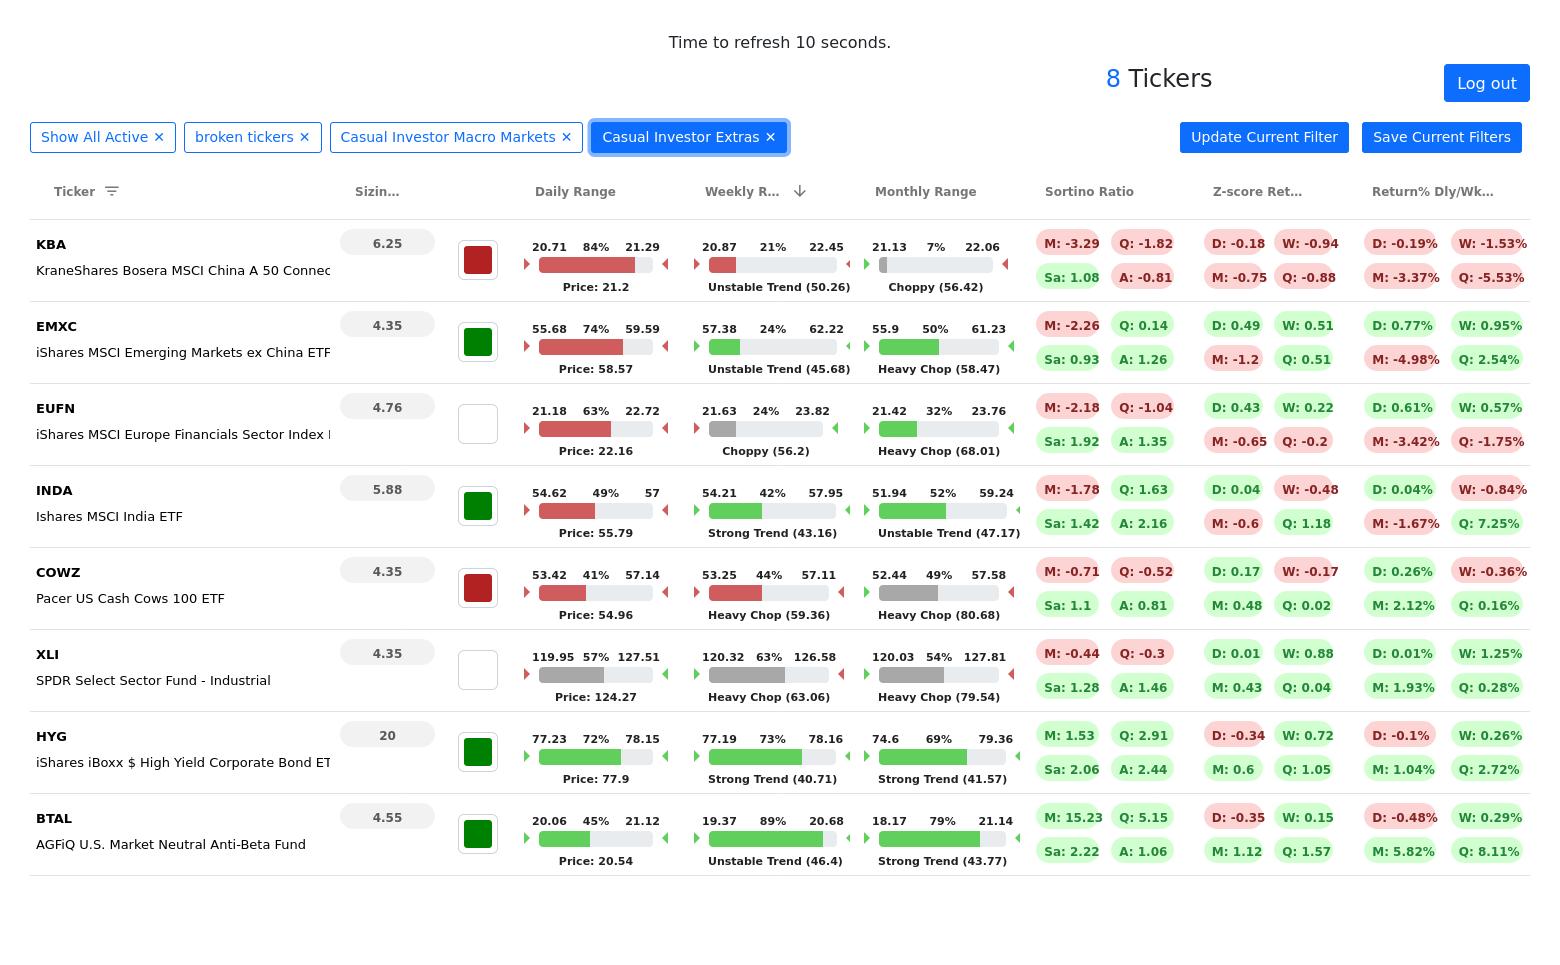 Time to refresh 10 seconds.
8 Tickers
Log out
Show All Active ✕ broken tickers ✕ Casual Investor Macro Markets ✕ Casual Investor Extras ✕ Update Current Filter Save Current Filters
Ticker Sizin… Daily Range Weekly R… Monthly Range Sortino Ratio Z-score Ret… Return% Dly/Wk…
KBA 6.25 20.71 84% 21.29 20.87 21% 22.45 21.13 7% 22.06 M: -3.29 Q: -1.82 D: -0.18 W: -0.94 D: -0.19% W: -1.53%
KraneShares Bosera MSCI China A 50 Connec Price: 21.2 Unstable Trend (50.26) Choppy (56.42) Sa: 1.08 A: -0.81 M: -0.75 Q: -0.88 M: -3.37% Q: -5.53%
EMXC 4.35 55.68 74% 59.59 57.38 24% 62.22 55.9 50% 61.23 M: -2.26 Q: 0.14 D: 0.49 W: 0.51 D: 0.77% W: 0.95%
iShares MSCI Emerging Markets ex China ETF Price: 58.57 Unstable Trend (45.68) Heavy Chop (58.47) Sa: 0.93 A: 1.26 M: -1.2 Q: 0.51 M: -4.98% Q: 2.54%
EUFN 4.76 21.18 63% 22.72 21.63 24% 23.82 21.42 32% 23.76 M: -2.18 Q: -1.04 D: 0.43 W: 0.22 D: 0.61% W: 0.57%
iShares MSCI Europe Financials Sector Index Price: 22.16 Choppy (56.2) Heavy Chop (68.01) Sa: 1.92 A: 1.35 M: -0.65 Q: -0.2 M: -3.42% Q: -1.75%
INDA 5.88 54.62 49% 57 54.21 42% 57.95 51.94 52% 59.24 M: -1.78 Q: 1.63 D: 0.04 W: -0.48 D: 0.04% W: -0.84%
Ishares MSCI India ETF Price: 55.79 Strong Trend (43.16) Unstable Trend (47.17) Sa: 1.42 A: 2.16 M: -0.6 Q: 1.18 M: -1.67% Q: 7.25%
COWZ 4.35 53.42 41% 57.14 53.25 44% 57.11 52.44 49% 57.58 M: -0.71 Q: -0.52 D: 0.17 W: -0.17 D: 0.26% W: -0.36%
Pacer US Cash Cows 100 ETF Price: 54.96 Heavy Chop (59.36) Heavy Chop (80.68) Sa: 1.1 A: 0.81 M: 0.48 Q: 0.02 M: 2.12% Q: 0.16%
XLI 4.35 119.95 57% 127.51 120.32 63% 126.58 120.03 54% 127.81 M: -0.44 Q: -0.3 D: 0.01 W: 0.88 D: 0.01% W: 1.25%
SPDR Select Sector Fund - Industrial Price: 124.27 Heavy Chop (63.06) Heavy Chop (79.54) Sa: 1.28 A: 1.46 M: 0.43 Q: 0.04 M: 1.93% Q: 0.28%
HYG 20 77.23 72% 78.15 77.19 73% 78.16 74.6 69% 79.36 M: 1.53 Q: 2.91 D: -0.34 W: 0.72 D: -0.1% W: 0.26%
iShares iBoxx $ High Yield Corporate Bond ET Price: 77.9 Strong Trend (40.71) Strong Trend (41.57) Sa: 2.06 A: 2.44 M: 0.6 Q: 1.05 M: 1.04% Q: 2.72%
BTAL 4.55 20.06 45% 21.12 19.37 89% 20.68 18.17 79% 21.14 M: 15.23 Q: 5.15 D: -0.35 W: 0.15 D: -0.48% W: 0.29%
AGFiQ U.S. Market Neutral Anti-Beta Fund Price: 20.54 Unstable Trend (46.4) Strong Trend (43.77) Sa: 2.22 A: 1.06 M: 1.12 Q: 1.57 M: 5.82% Q: 8.11%